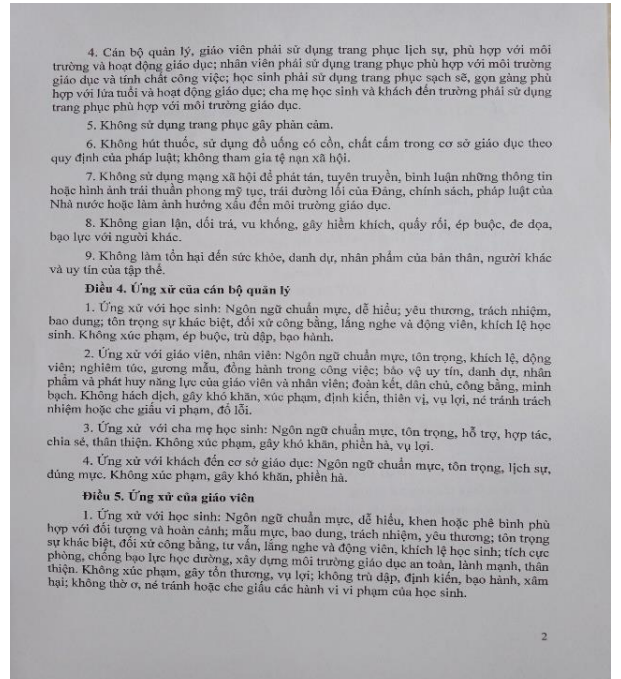 4. Cán bộ quản lý, giáo viên phải sử dụng trang phục lịch sự, phù hợp với môi
trường và hoạt động giáo dục; nhân viên phải sử dụng trang phục phù hợp với môi trường
giáo dục và tính chất công việc; học sinh phải sử dụng trang phục sạch sẽ, gọn gàng phù
hợp với lứa tuổi và hoạt động giáo dục; cha mẹ học sinh và khách đến trường phải sử dụng
trang phục phù hợp với môi trường giáo dục.
5. Không sử dụng trang phục gây phản cảm.
6. Không hút thuốc, sử dụng đồ uống có cồn, chất cấm trong cơ sở giáo dục theo
quy định của pháp luật; không tham gia tệ nạn xã hội.
7. Không sử dụng mạng xã hội để phát tán, tuyên truyền, bình luận những thông tin
hoặc hình ảnh trái thuần phong mỹ tục, trái đường lối của Đảng, chính sách, pháp luật của
Nhà nước hoặc làm ảnh hưởng xấu đến môi trường giáo dục.
8. Không gian lận, dối trá, vu khống, gây hiềm khích, quấy rối, ép buộc, đe dọa,
bạo lực với người khác.
9. Không làm tổn hại đến sức khỏe, danh dự, nhân phẩm của bản thân, người khác
và uy tín của tập thể.
Điều 4. Ứng xử của cán bộ quản lý
1. Ứng xử với học sinh: Ngôn ngữ chuẩn mực, dễ hiểu; yêu thương, trách nhiệm,
bao dung; tôn trọng sự khác biệt, đối xử công bằng, lắng nghe và động viên, khích lệ học
sinh. Không xúc phạm, ép buộc, trù dập, bạo hành.
2. Ứng xử với giáo viên, nhân viên: Ngôn ngữ chuẩn mực, tôn trọng, khích lệ, động
viên; nghiêm túc, gương mẫu, đồng hành trong công việc; bảo vệ uy tín, danh dự, nhân
phẩm và phát huy năng lực của giáo viên và nhân viên; đoàn kết, dân chủ, công bằng, minh
bạch. Không hách dịch, gây khó khăn, xúc phạm, định kiến, thiên vị, vụ lợi, né tránh trách
nhiệm hoặc che giấu vi phạm, đổ lỗi.
3. Ứng xử với cha mẹ học sinh: Ngôn ngữ chuẩn mực, tôn trọng, hỗ trợ, hợp tác,
chia sẻ, thân thiện. Không xúc phạm, gây khó khăn, phiền hà, vụ lợi.
4. Ứng xử với khách đến cơ sở giáo dục: Ngôn ngữ chuẩn mực, tôn trọng, lịch sự,
đúng mực. Không xúc phạm, gây khó khăn, phiền hà.
Điều 5. Ứng xử của giáo viên
1. Ứng xử với học sinh: Ngôn ngữ chuẩn mực, dễ hiểu, khen hoặc phê bình phù
hợp với đối tượng và hoàn cảnh; mẫu mực, bao dung, trách nhiệm, yêu thương; tôn trọng
sự khác biệt, đối xử công bằng, tư vấn, lắng nghe và động viên, khích lệ học sinh; tích cực
phòng, chống bạo lực học đường, xây dựng môi trường giáo dục an toàn, lành mạnh, thân
thiện. Không xúc phạm, gây tổn thương, vụ lợi; không trù dập, định kiến, bạo hành, xâm
hại; không thờ ơ, né tránh hoặc che giấu các hành vi vi phạm của học sinh.
2